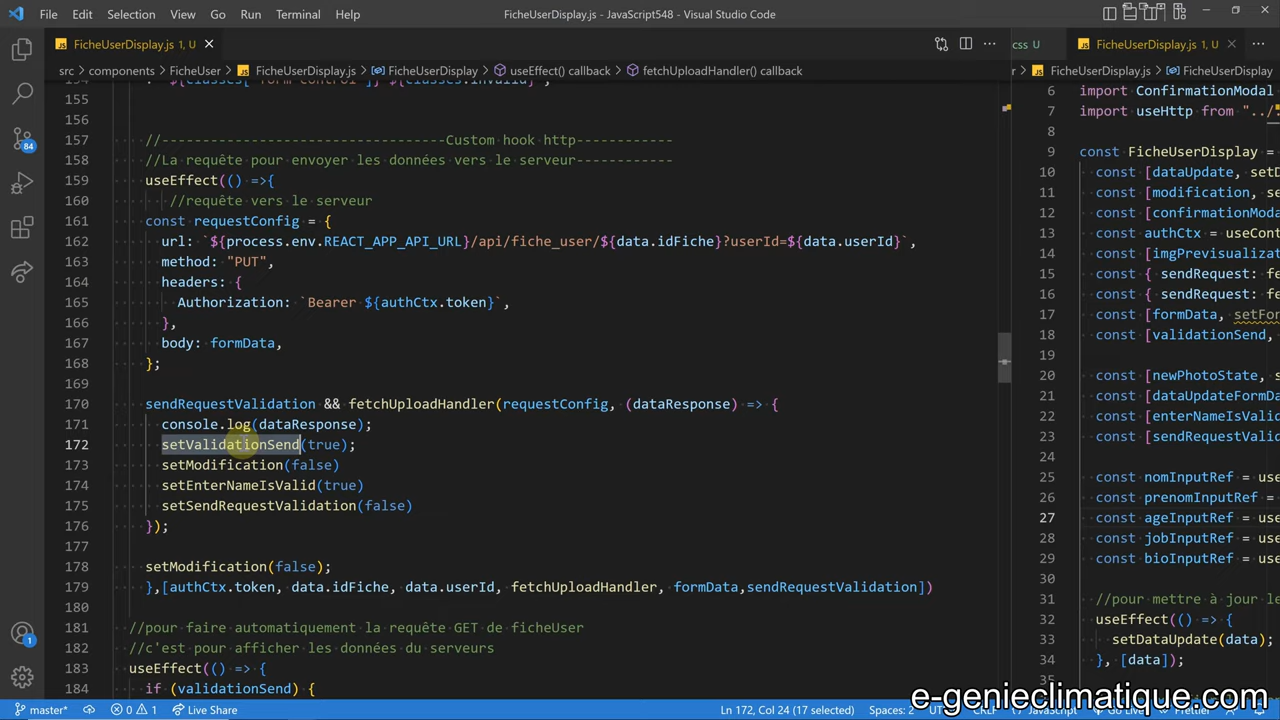 File Edit Selection View Go Run Terminal Help FicheUserDisplay.js - JavaScript548 - Visual Studio Code
FicheUserDisplay.js 1, U
src > components > FicheUser > FicheUserDisplay.js > FicheUserDisplay > useEffect() callback > fetchUploadHandler() callback
155
156
157 //-----------------------------------Custom hook http------------
158 //La requête pour envoyer les données vers le serveur------------
159 useEffect(() =>{
160 //requête vers le serveur
161 const requestConfig = {
162 url: `${process.env.REACT_APP_API_URL}/api/fiche_user/${data.idFiche}?userId=${data.userId}`,
163 method: "PUT",
164 headers: {
165 Authorization: `Bearer ${authCtx.token}`,
166 },
167 body: formData,
168 };
169
170 sendRequestValidation && fetchUploadHandler(requestConfig, (dataResponse) => {
171 console.log(dataResponse);
172 setValidationSend(true);
173 setModification(false)
174 setEnterNameIsValid(true)
175 setSendRequestValidation(false)
176 });
177
178 setModification(false);
179 },[authCtx.token, data.idFiche, data.userId, fetchUploadHandler, formData,sendRequestValidation])
180
181 //pour faire automatiquement la requête GET de ficheUser
182 //c'est pour afficher les données du serveurs
183 useEffect(() => {
184 if (validationSend) {
css U FicheUserDisplay.js 1, U
FicheUserDisplay.js > FicheUserDisplay
6 import ConfirmationModal
7 import useHttp from "../
8
9 const FicheUserDisplay =
10 const [dataUpdate, setD
11 const [modification, se
12 const [confirmationModa
13 const authCtx = useCont
14 const [imgPrevisualizat
15 const { sendRequest: fe
16 const { sendRequest: fe
17 const [formData, setFor
18 const [validationSend,
19
20 const [newPhotoState, s
21 const [dataUpdateFormDa
22 const [enterNameIsValid
23 const [sendRequestValid
24
25 const nomInputRef = use
26 const prenomInputRef =
27 const ageInputRef = use
28 const jobInputRef = use
29 const bioInputRef = use
30
31 //pour mettre à jour le
32 useEffect(() => {
33 setDataUpdate(data);
34 }, [data]);
35
84
1
master* 0 1 Live Share Ln 172, Col 24 (17 selected) Spaces: 2
e-genieclimatique.com